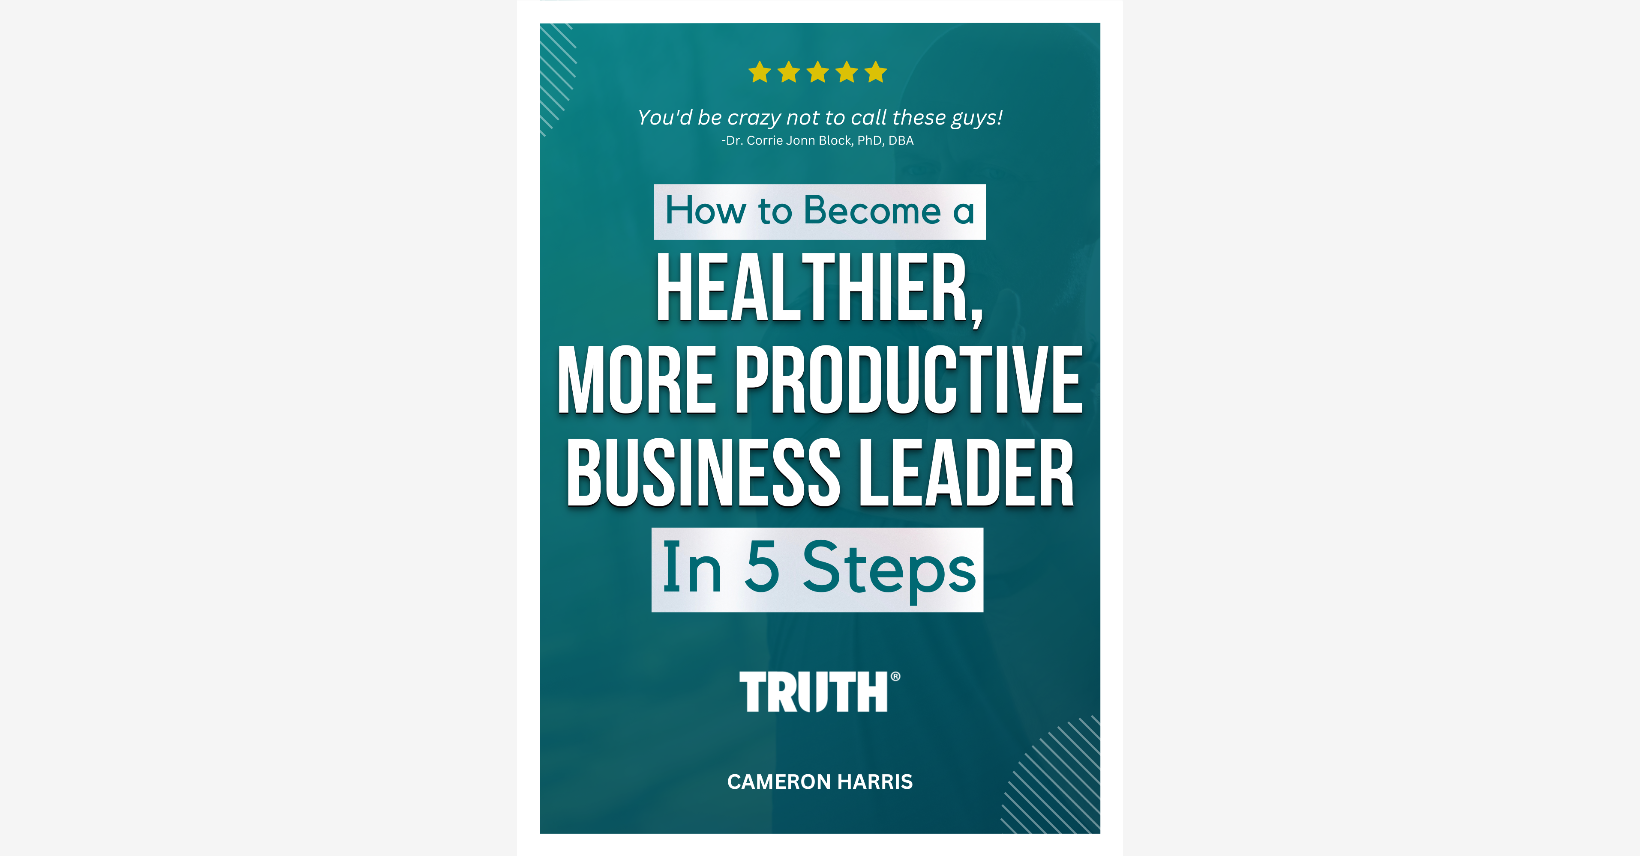 You'd be crazy not to call these guys!
-Dr. Corrie Jonn Block, PhD, DBA
How to Become a
HEALTHIER,
MORE PRODUCTIVE
BUSINESS LEADER
In 5 Steps
TRUTH®
CAMERON HARRIS